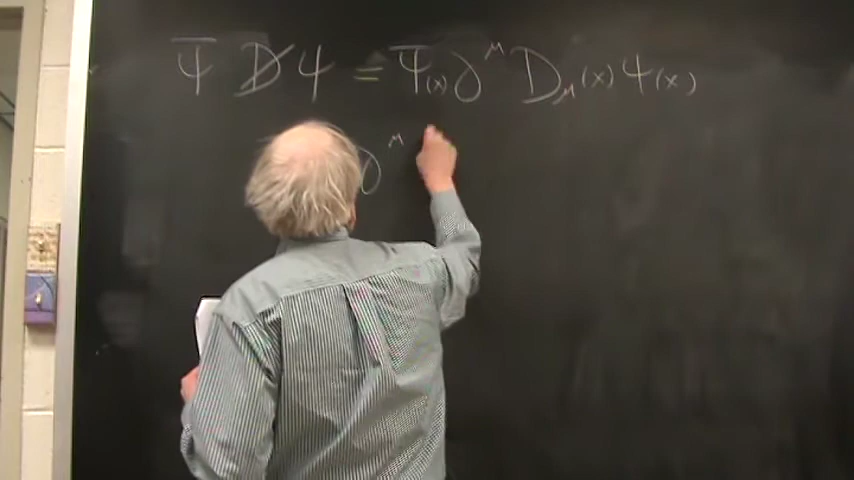 Ψ̅ D̸ Ψ = Ψ̅(x) γ^μ D_μ(x) Ψ(x)
γ^μ